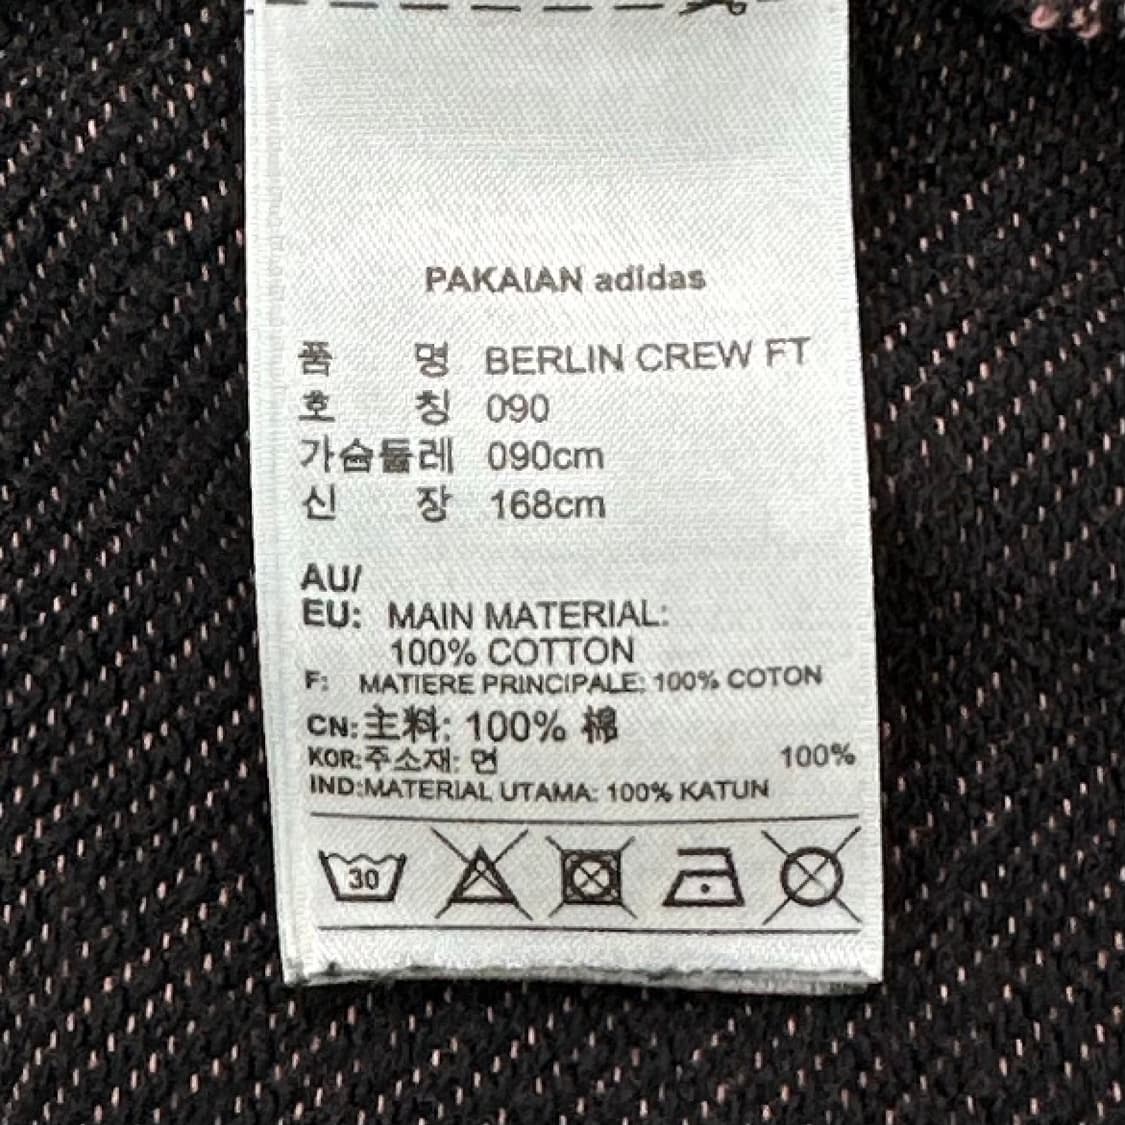 PAKAIAN adidas
품 명 BERLIN CREW FT
호 칭 090
가슴둘레 090cm
신 장 168cm
AU/
EU: MAIN MATERIAL:
100% COTTON
F: MATIERE PRINCIPALE: 100% COTON
CN:主料: 100% 棉
KOR:주소재: 면 100%
IND:MATERIAL UTAMA: 100% KATUN
30